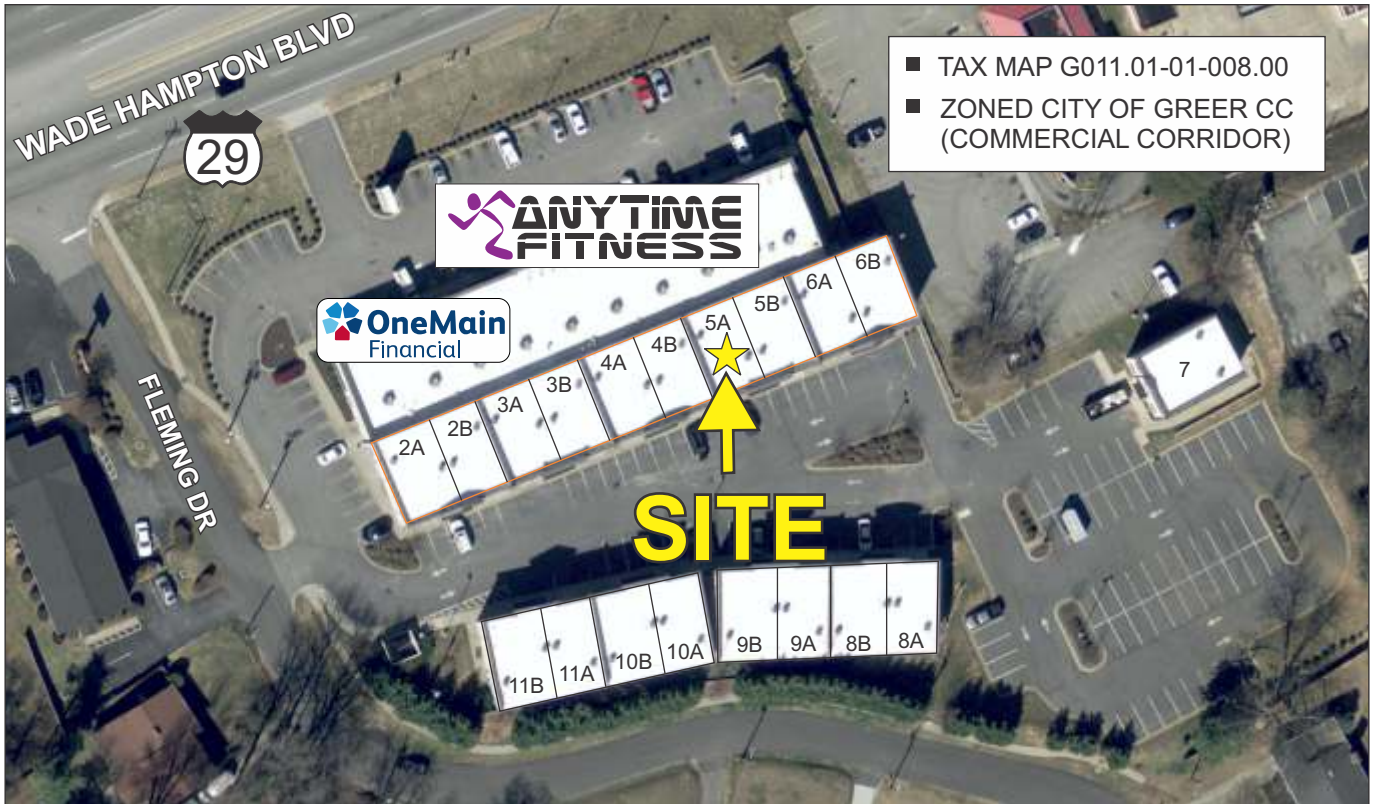 WADE HAMPTON BLVD
29
■ TAX MAP G011.01-01-008.00
■ ZONED CITY OF GREER CC
(COMMERCIAL CORRIDOR)
ANYTIME
FITNESS
OneMain
Financial
FLEMING DR
2A
2B
3A
3B
4A
4B
5A
5B
6A
6B
7
SITE
11B
11A
10B
10A
9B
9A
8B
8A